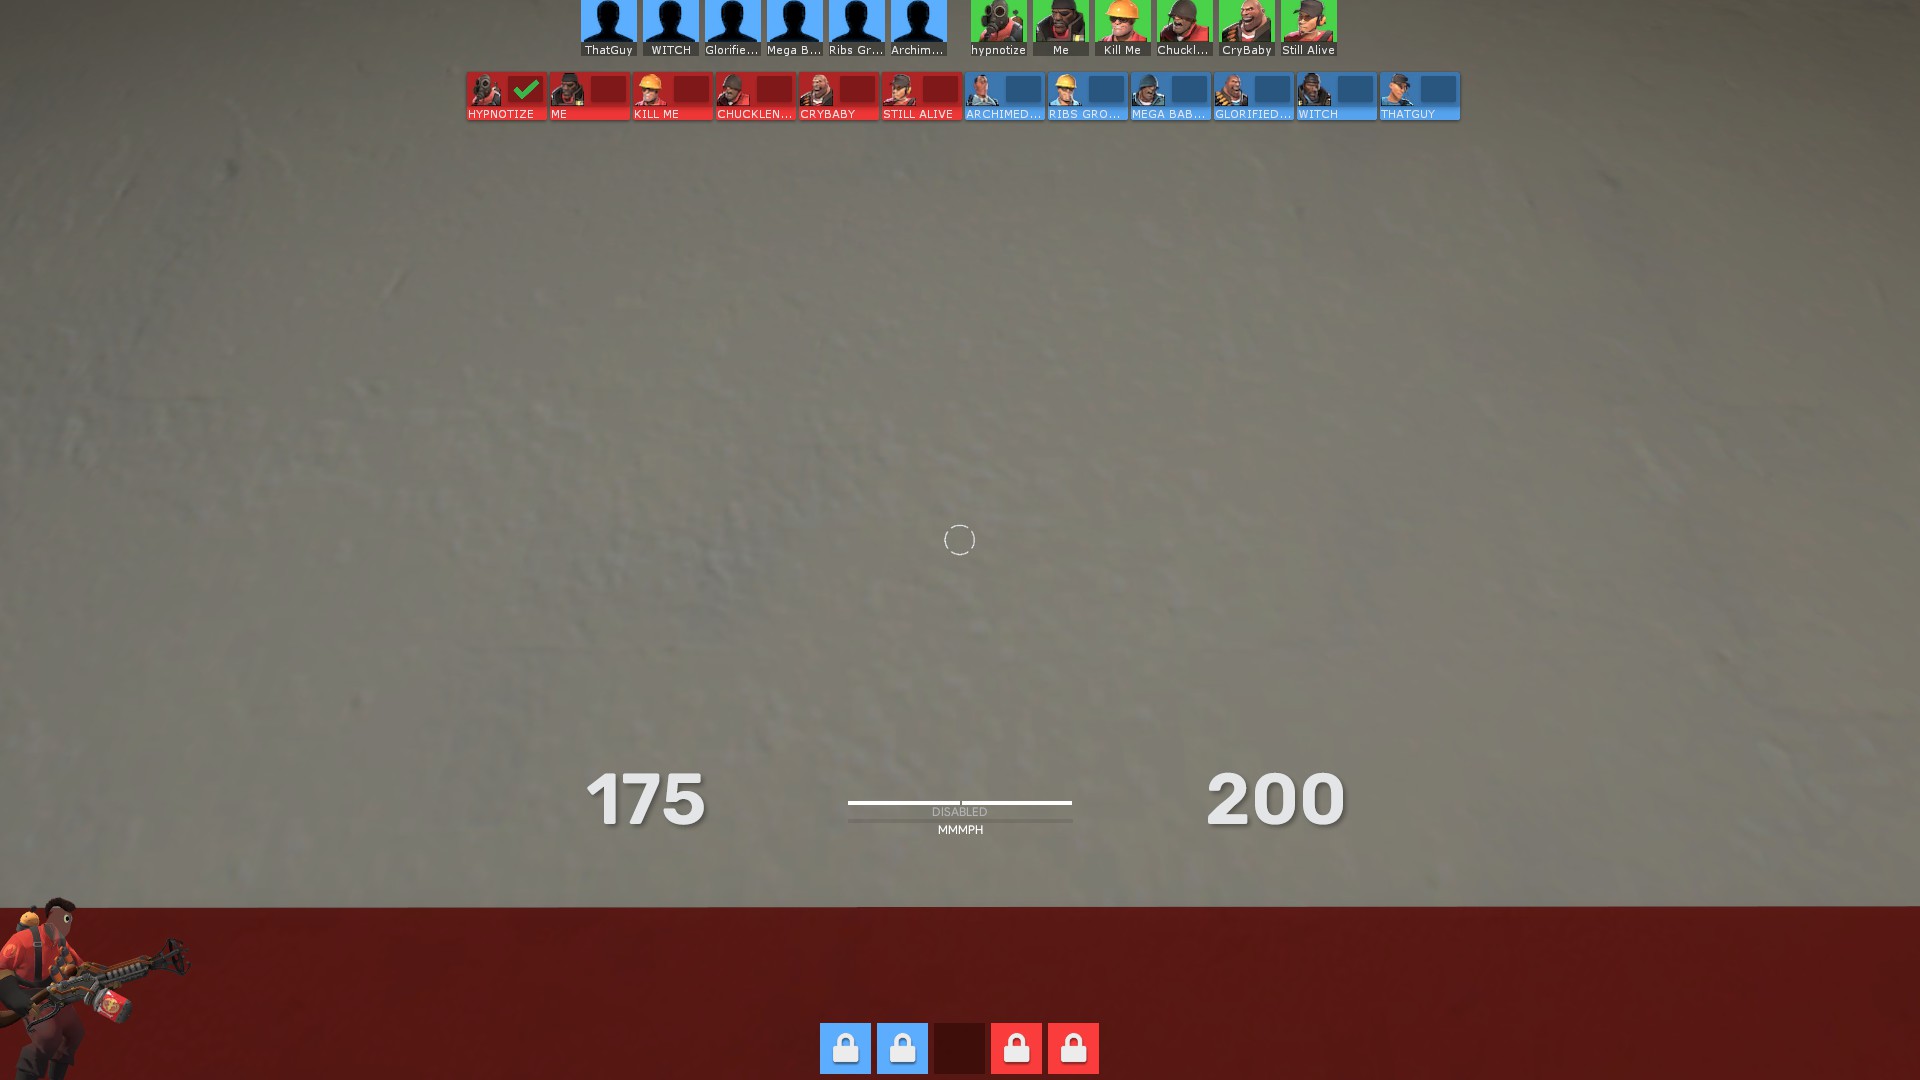 ThatGuy WITCH Glorifie... Mega B... Ribs Gr... Archim... hypnotize Me Kill Me Chuckl... CryBaby Still Alive
HYPNOTIZE ME KILL ME CHUCKLEN... CRYBABY STILL ALIVE ARCHIMED... RIBS GRO... MEGA BAB... GLORIFIED... WITCH THATGUY
175 200
DISABLED
MMMPH